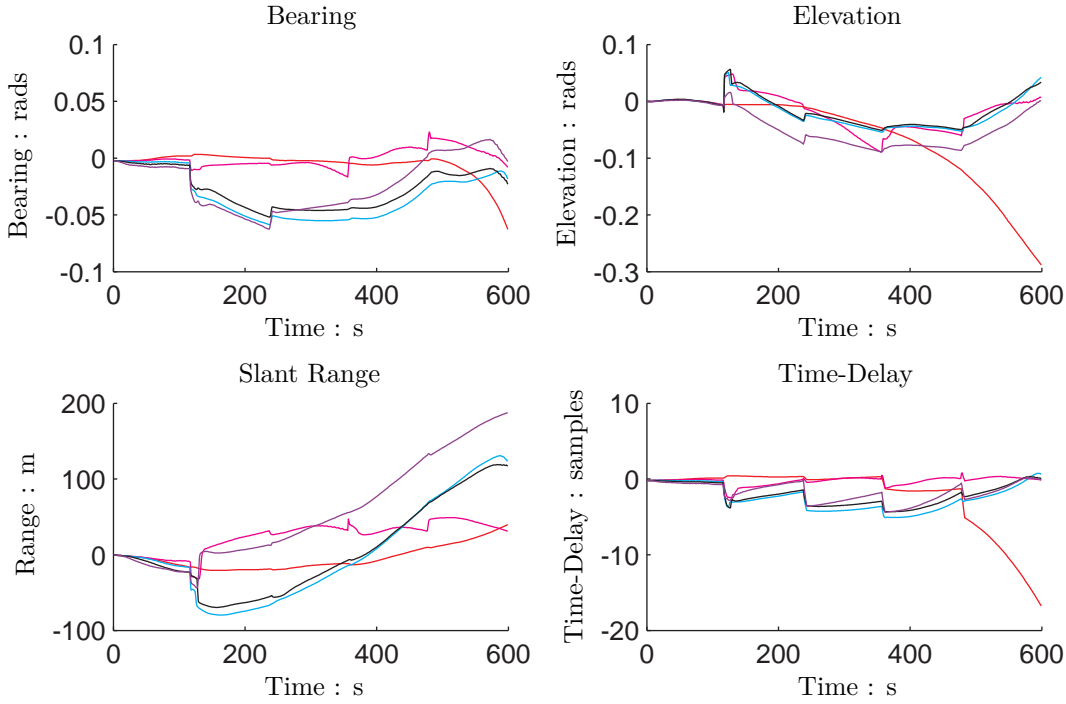 Bearing
Elevation
0.1
0.05
0
-0.05
-0.1
Bearing : rads
0
200
400
600
Time : s
0.1
0
-0.1
-0.2
-0.3
Elevation : rads
0
200
400
600
Time : s
Slant Range
Time-Delay
200
100
0
-100
Range : m
0
200
400
600
Time : s
10
0
-10
-20
Time-Delay : samples
0
200
400
600
Time : s